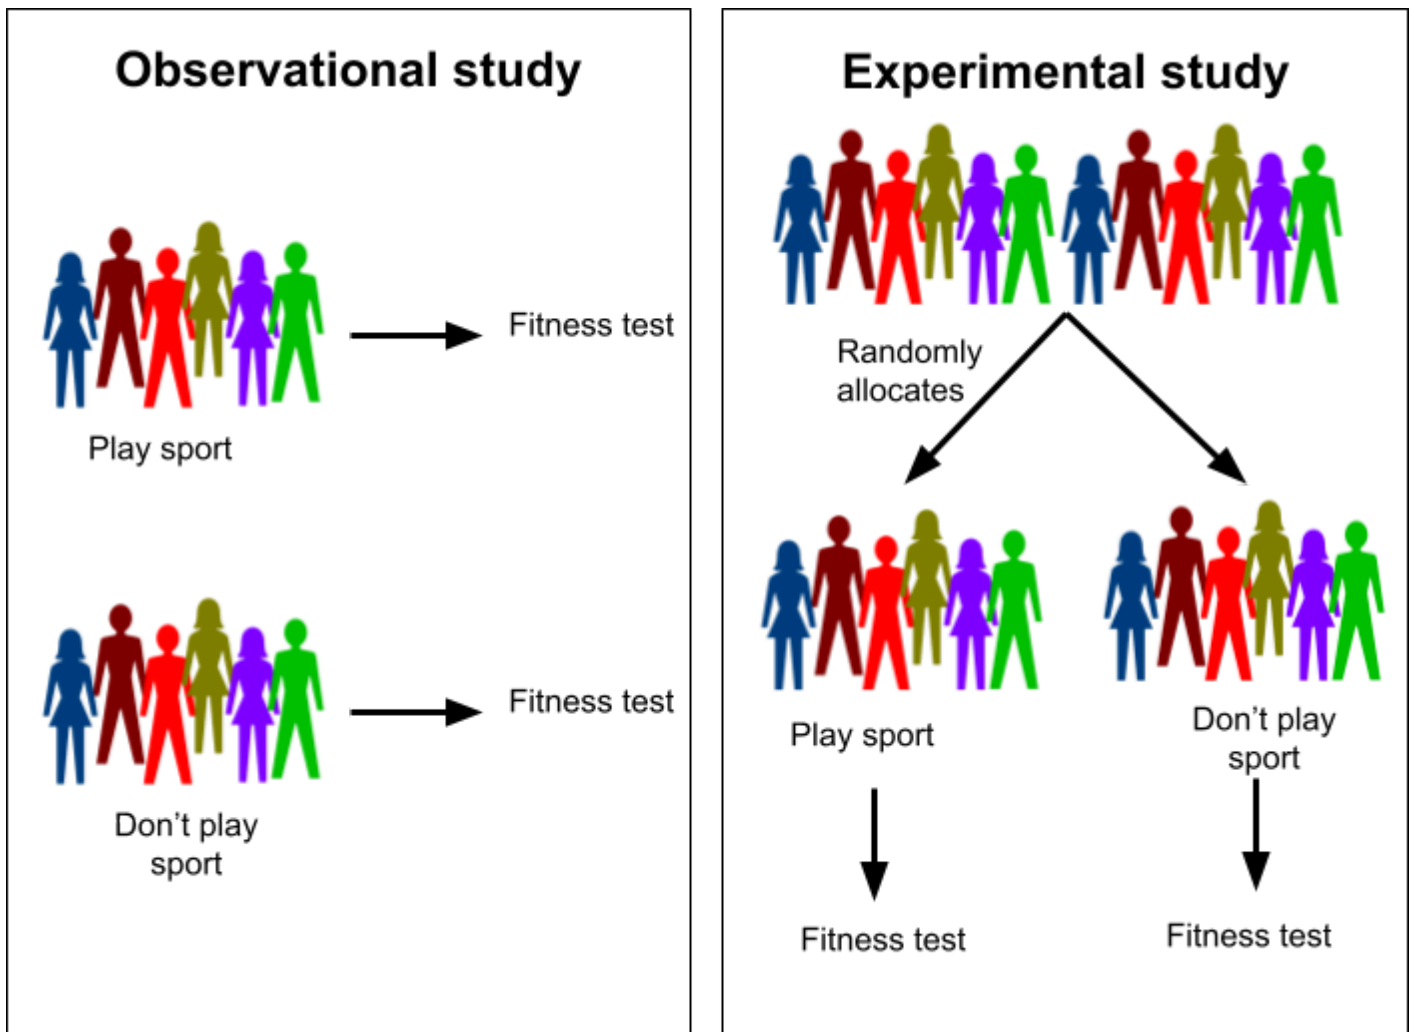 Observational study
Fitness test
Play sport
Fitness test
Don’t play
sport
Experimental study
Randomly
allocates
Play sport
Don’t play
sport
Fitness test
Fitness test